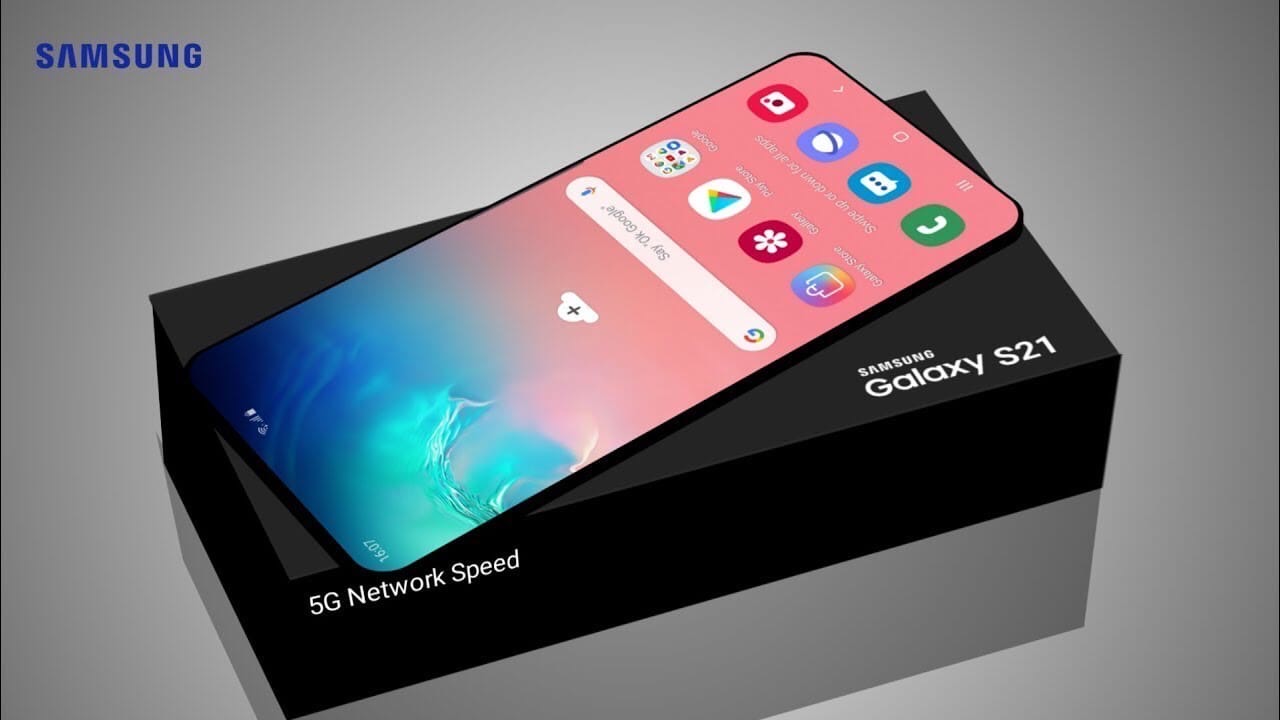 SAMSUNG
Google
Play Store
Gallery
Galaxy Store
Swipe up or down for all apps
Say "Ok Google"
16:07
SAMSUNG
Galaxy S21
5G Network Speed